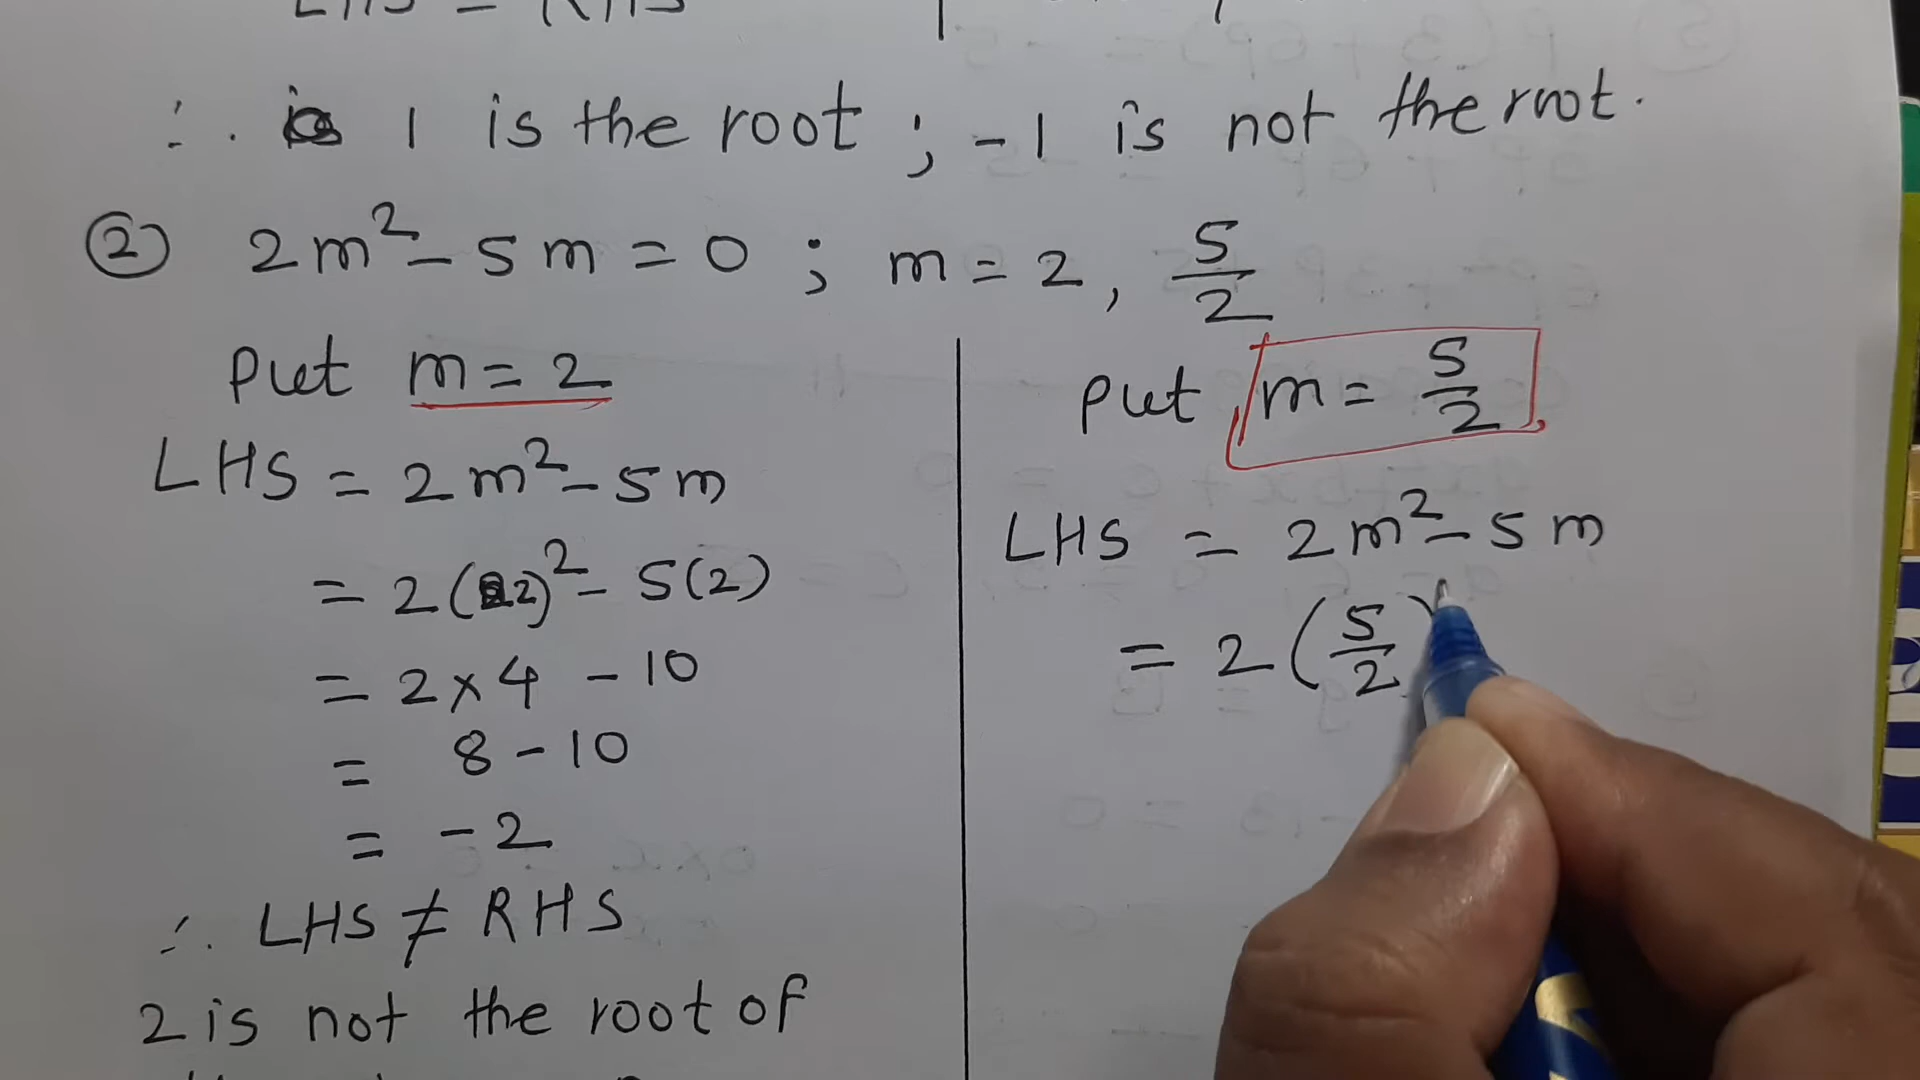 LHS = RHS
∴ 1 is the root ; -1 is not the root.
② 2m² - 5m = 0 ; m = 2, 5/2
Put m = 2
LHS = 2m² - 5m
= 2(2)² - 5(2)
= 2 × 4 - 10
= 8 - 10
= -2
∴ LHS ≠ RHS
2 is not the root of
Put m = 5/2
LHS = 2m² - 5m
= 2(5/2)